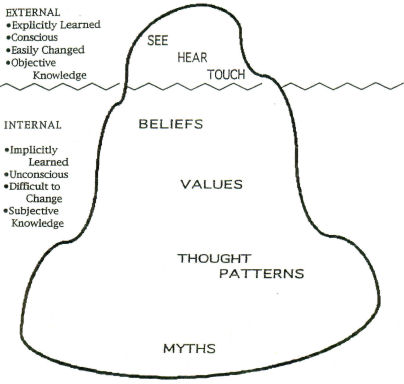 EXTERNAL
•Explicitly Learned
•Conscious
•Easily Changed
•Objective
Knowledge
SEE
HEAR
TOUCH
INTERNAL
•Implicitly
Learned
•Unconscious
•Difficult to
Change
•Subjective
Knowledge
BELIEFS
VALUES
THOUGHT
PATTERNS
MYTHS